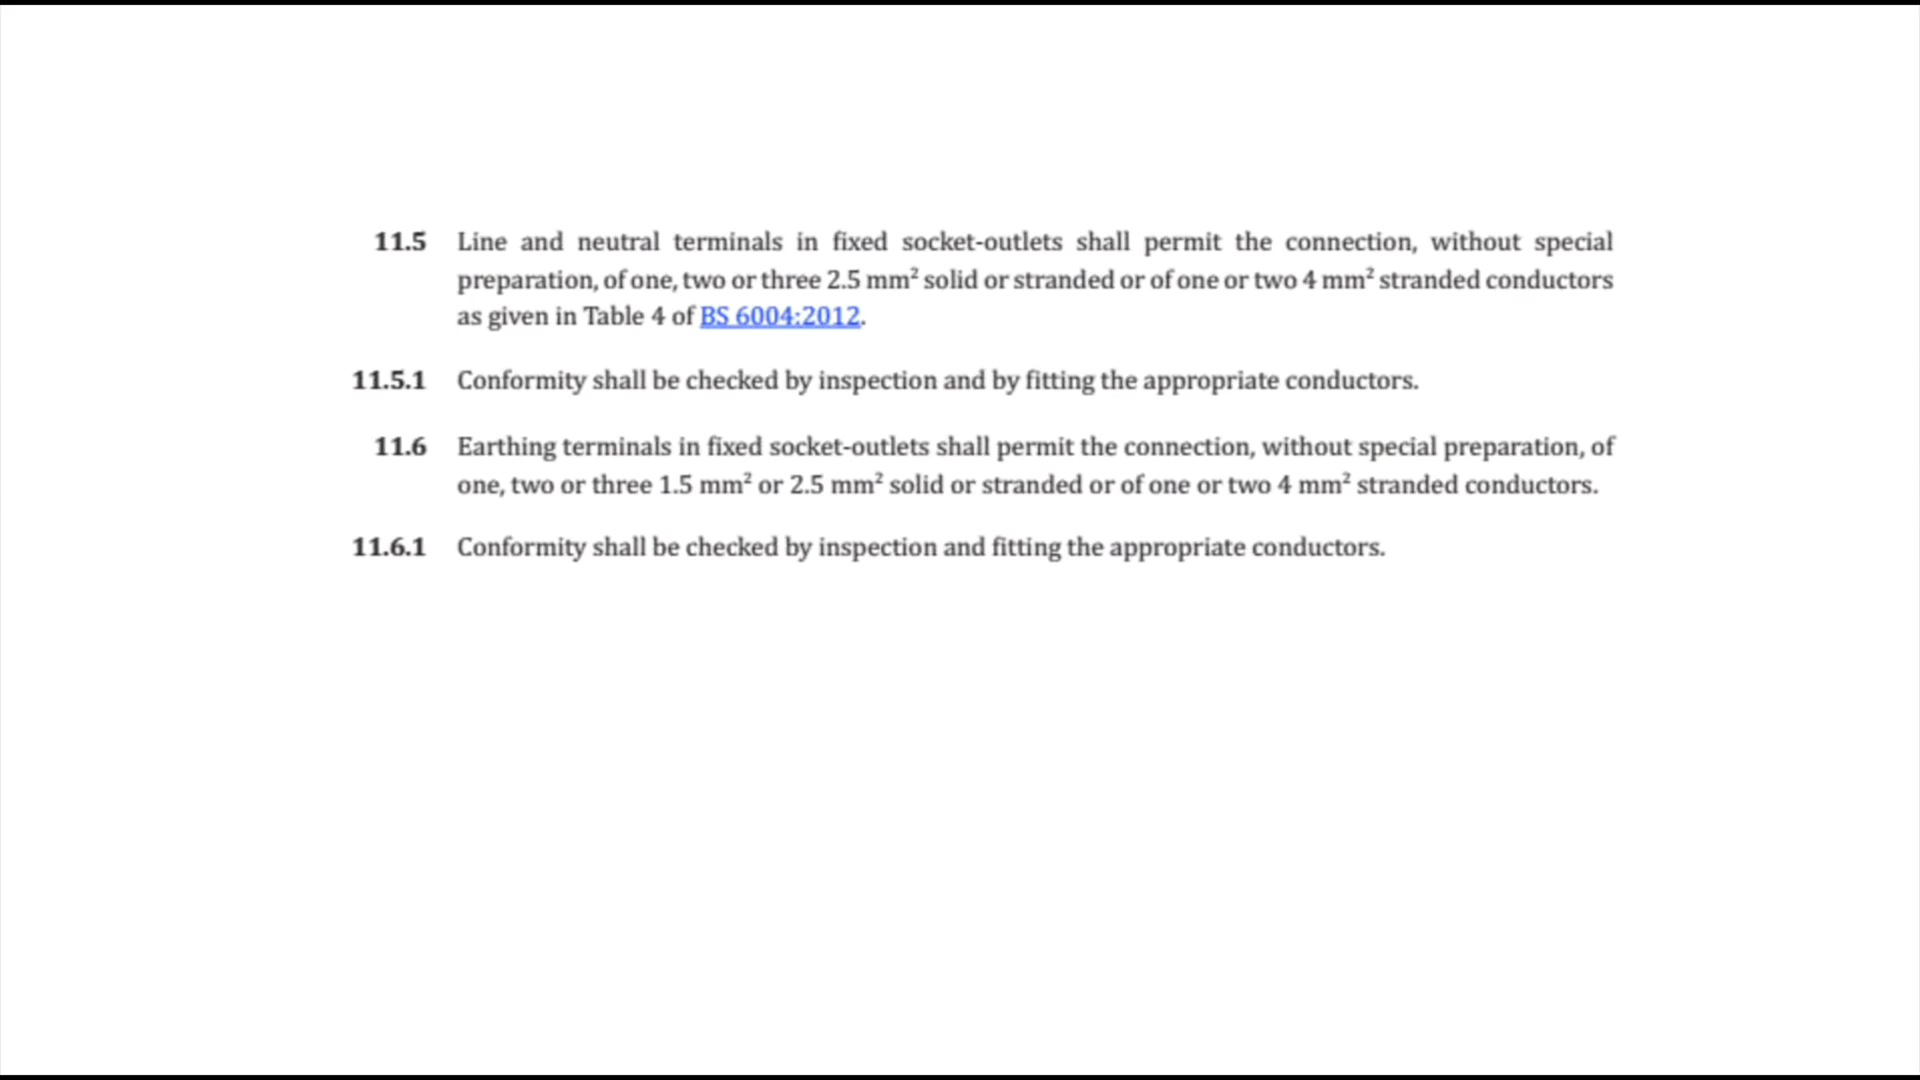 11.5 Line and neutral terminals in fixed socket-outlets shall permit the connection, without special
preparation, of one, two or three 2.5 mm² solid or stranded or of one or two 4 mm² stranded conductors
as given in Table 4 of BS 6004:2012.
11.5.1 Conformity shall be checked by inspection and by fitting the appropriate conductors.
11.6 Earthing terminals in fixed socket-outlets shall permit the connection, without special preparation, of
one, two or three 1.5 mm² or 2.5 mm² solid or stranded or of one or two 4 mm² stranded conductors.
11.6.1 Conformity shall be checked by inspection and fitting the appropriate conductors.